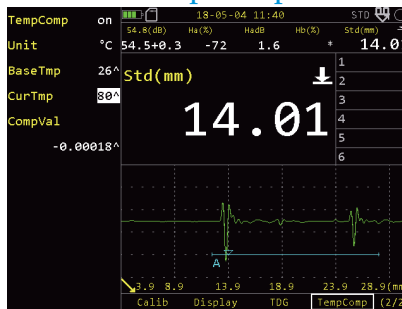 TempComp on
Unit °C
BaseTmp 26^
CurTmp 80^
CompVal
-0.00018^
18-05-04 11:40 STD
54.8(dB) Ha(%) HadB Hb(%) Std(mm)
54.5+0.3 -72 1.6 * 14.0
Std(mm)
14.01
1
2
3
4
5
6
A
3.9 8.9 13.9 18.9 23.9 28.9(m
Calib Display TDG TempComp (2/2